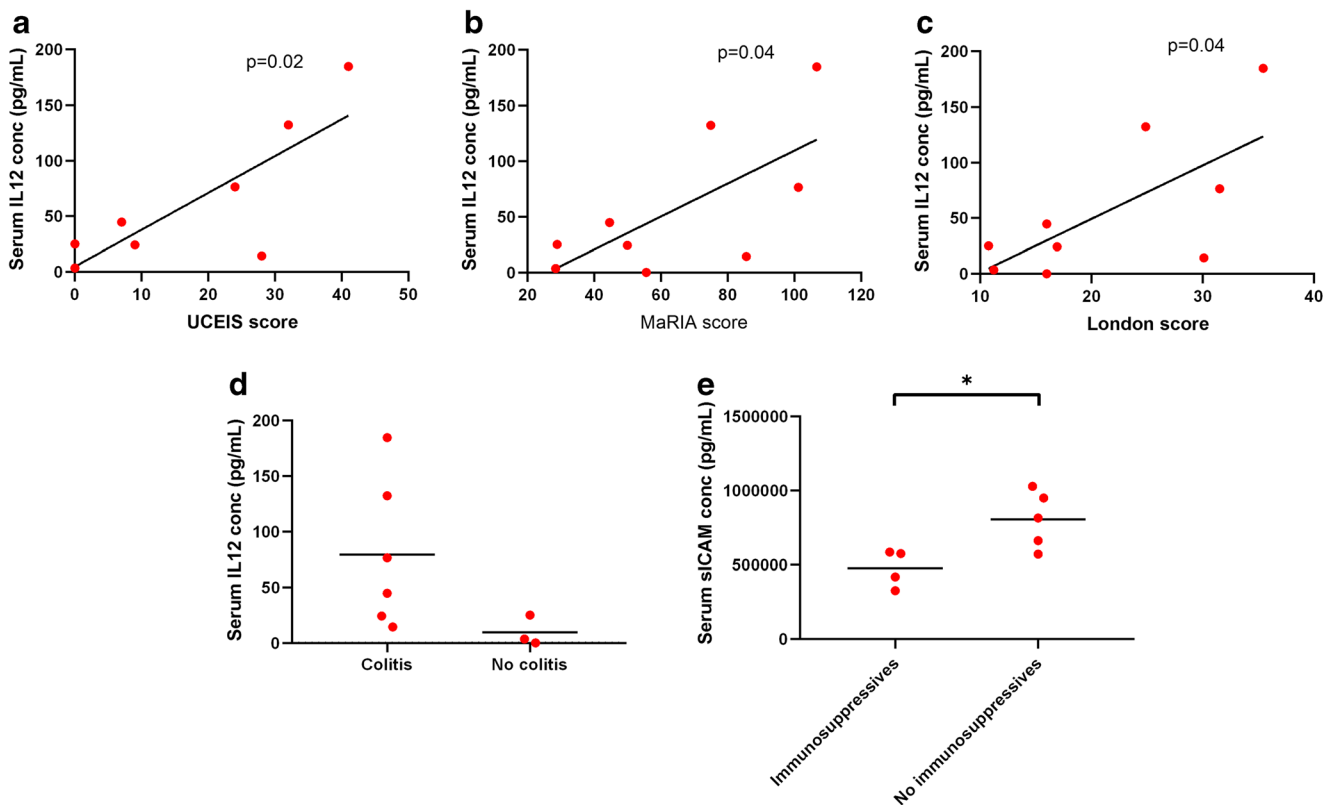 a
p=0.02
Serum IL12 conc (pg/mL)
200
150
100
50
0
0 10 20 30 40 50
UCEIS score
b
p=0.04
Serum IL12 conc (pg/mL)
200
150
100
50
0
20 40 60 80 100 120
MaRIA score
c
p=0.04
Serum IL12 conc (pg/mL)
200
150
100
50
0
10 20 30 40
London score
d
Serum IL12 conc (pg/mL)
200
150
100
50
0
Colitis No colitis
e
*
Serum sICAM conc (pg/mL)
1500000
1000000
500000
0
Immunosuppressives
No immunosuppressives